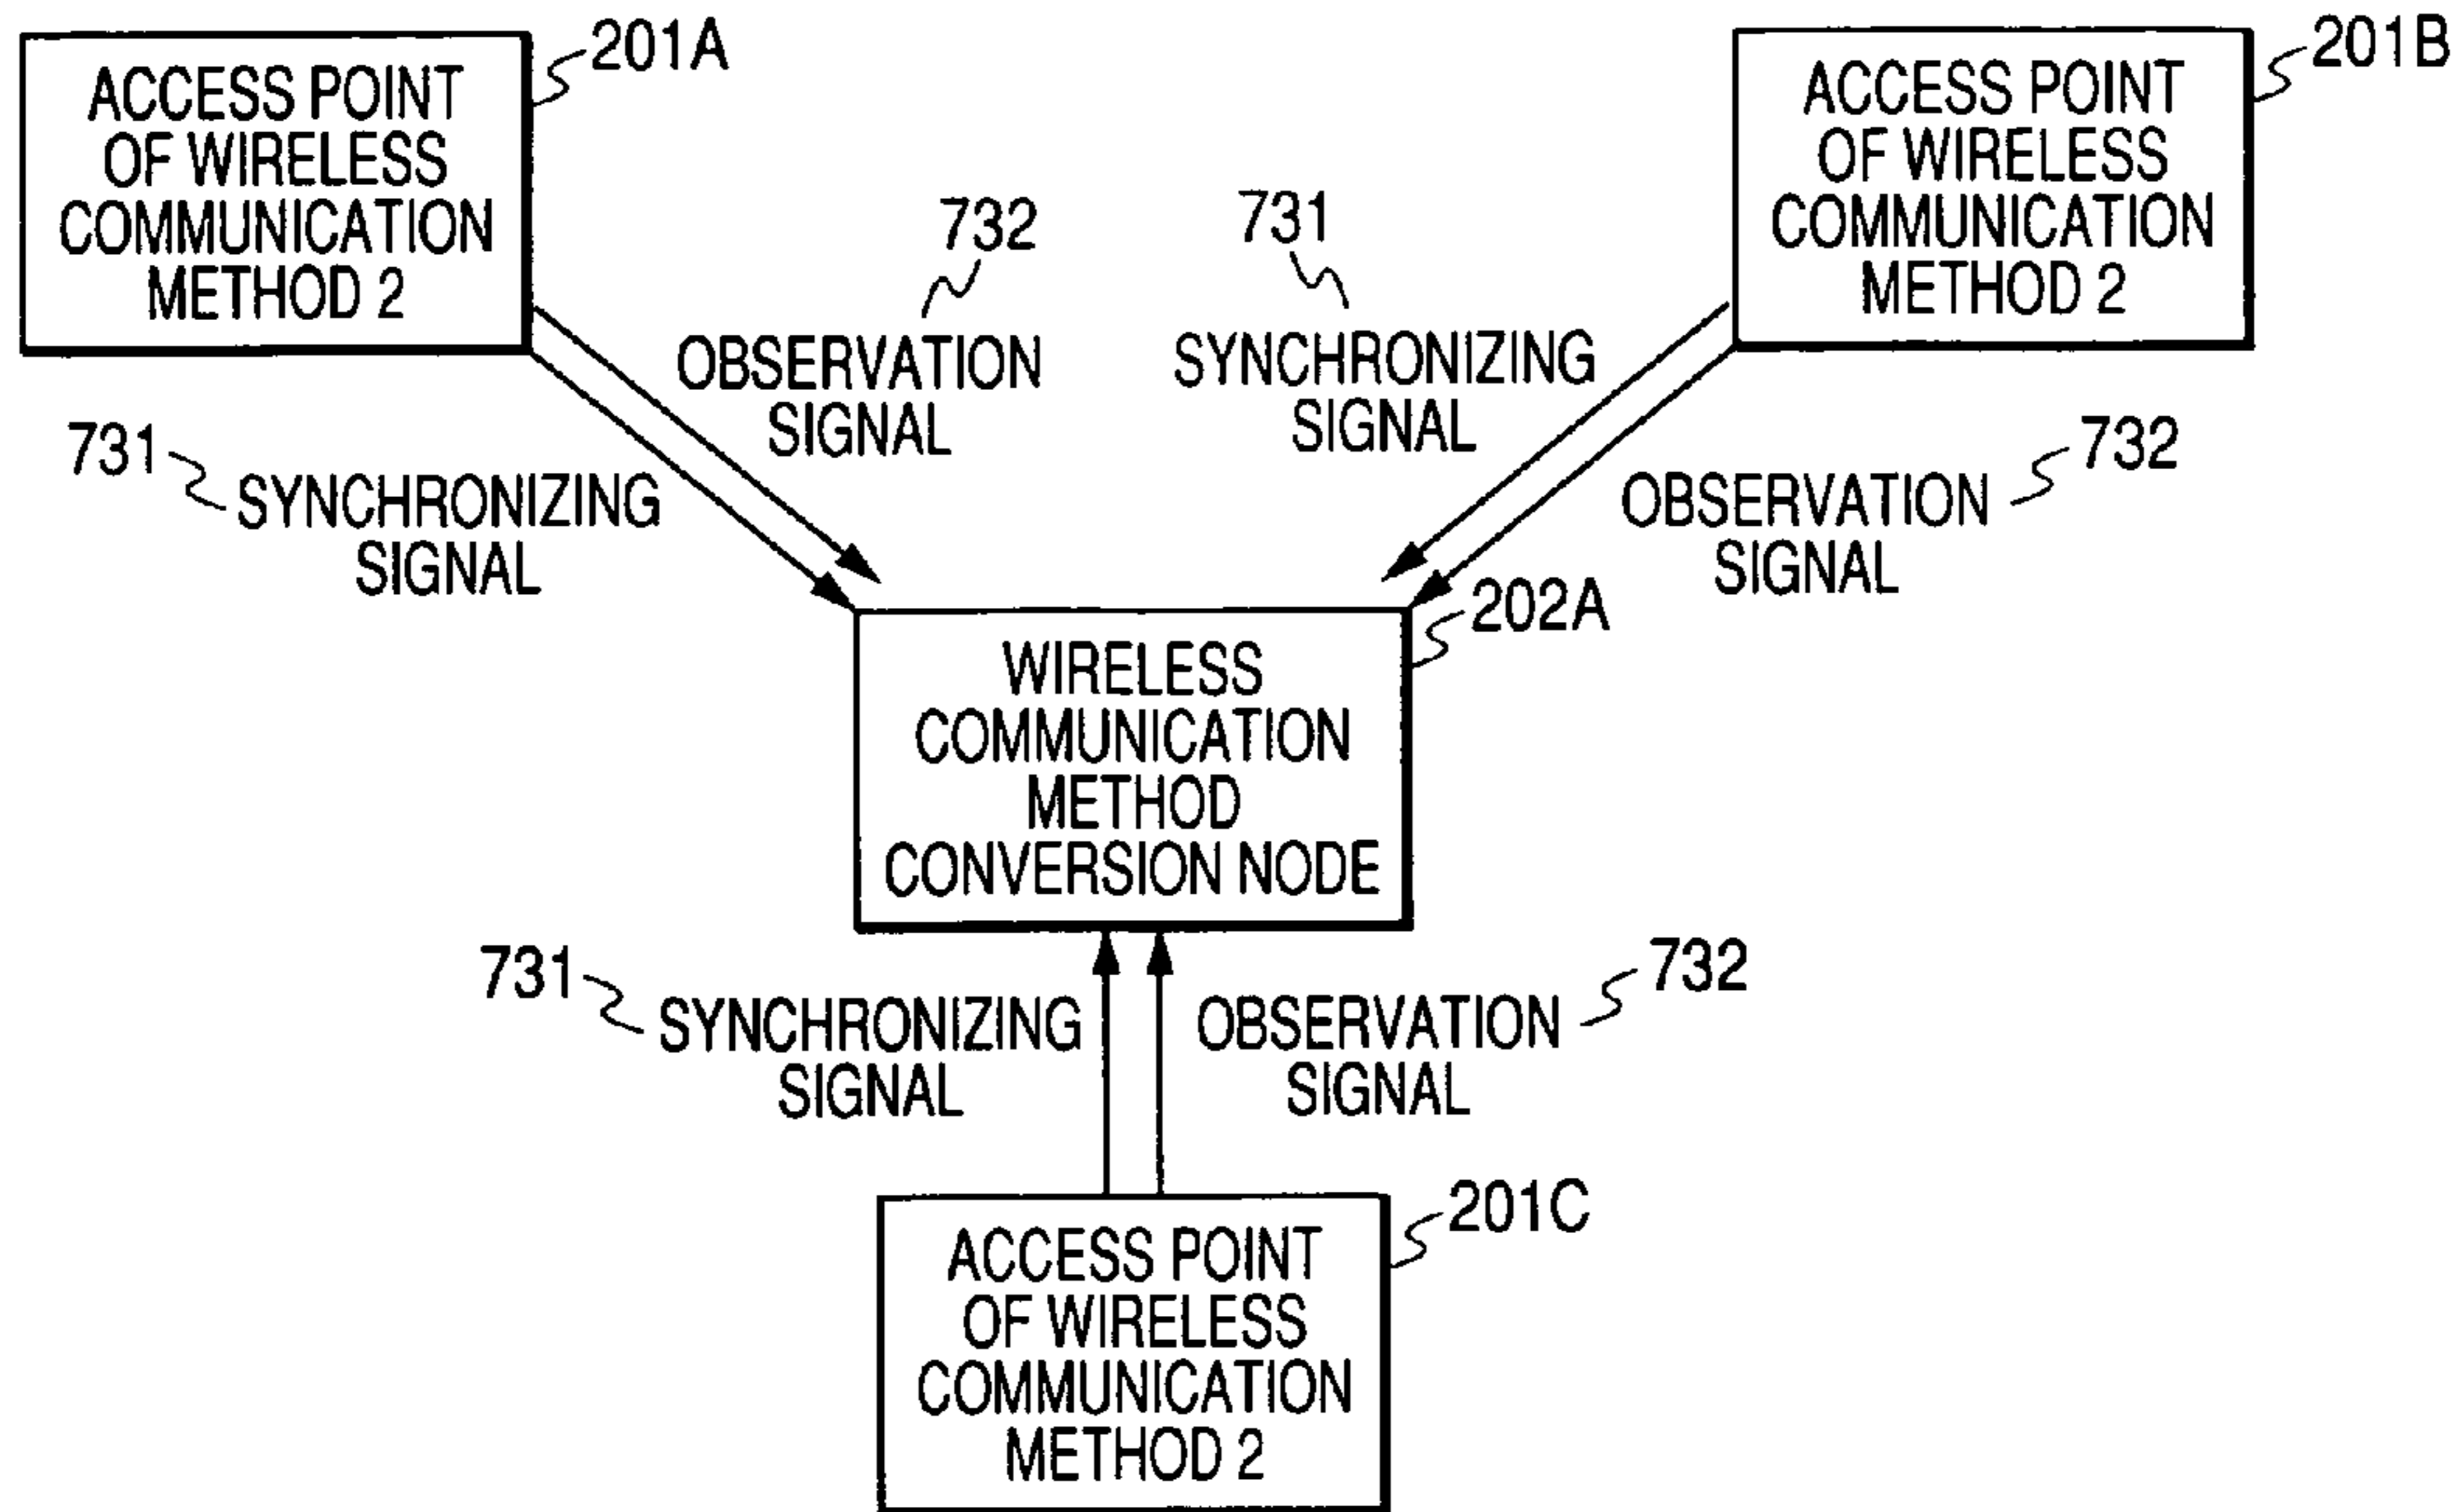 201A
ACCESS POINT
OF WIRELESS
COMMUNICATION
METHOD 2
201B
ACCESS POINT
OF WIRELESS
COMMUNICATION
METHOD 2
732
OBSERVATION
SIGNAL
731
SYNCHRONIZING
SIGNAL
731
SYNCHRONIZING
SIGNAL
732
OBSERVATION
SIGNAL
202A
WIRELESS
COMMUNICATION
METHOD
CONVERSION NODE
731
SYNCHRONIZING
SIGNAL
732
OBSERVATION
SIGNAL
201C
ACCESS POINT
OF WIRELESS
COMMUNICATION
METHOD 2